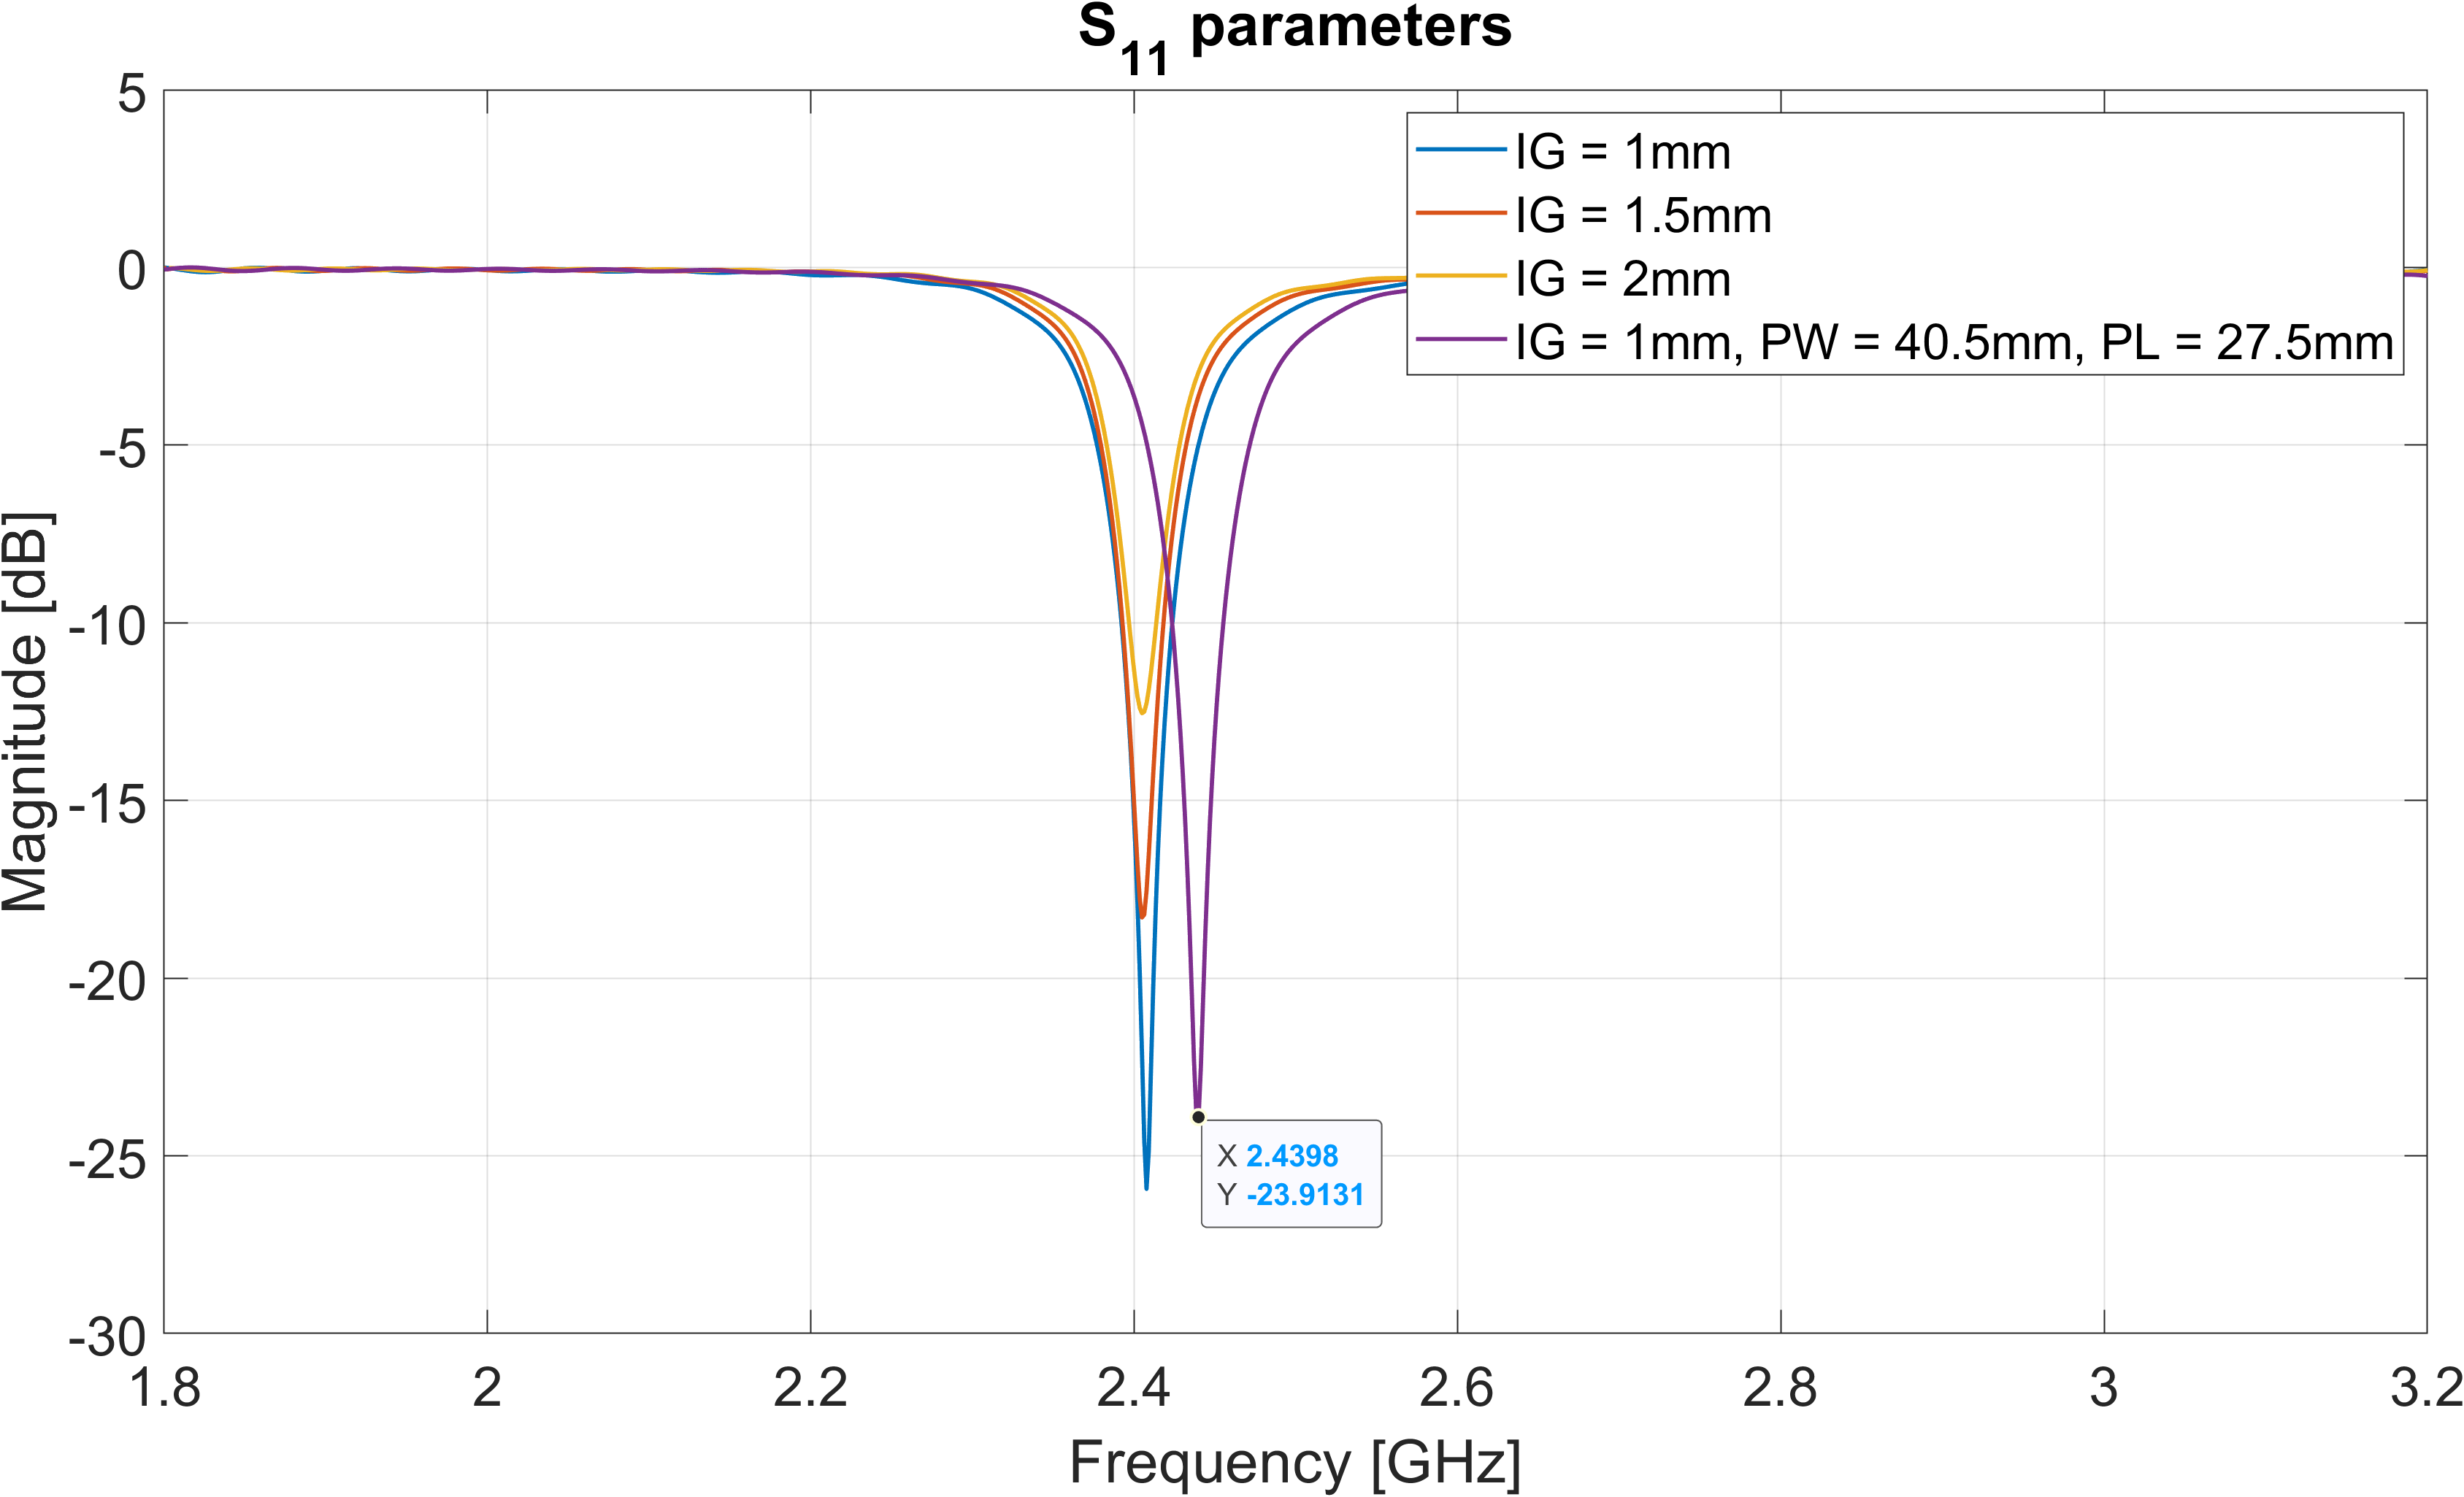 S11 parameters
5
0
-5
-10
-15
-20
-25
-30
Magnitude [dB]
IG = 1mm
IG = 1.5mm
IG = 2mm
IG = 1mm, PW = 40.5mm, PL = 27.5mm
X 2.4398
Y -23.9131
1.8 2 2.2 2.4 2.6 2.8 3 3.2
Frequency [GHz]